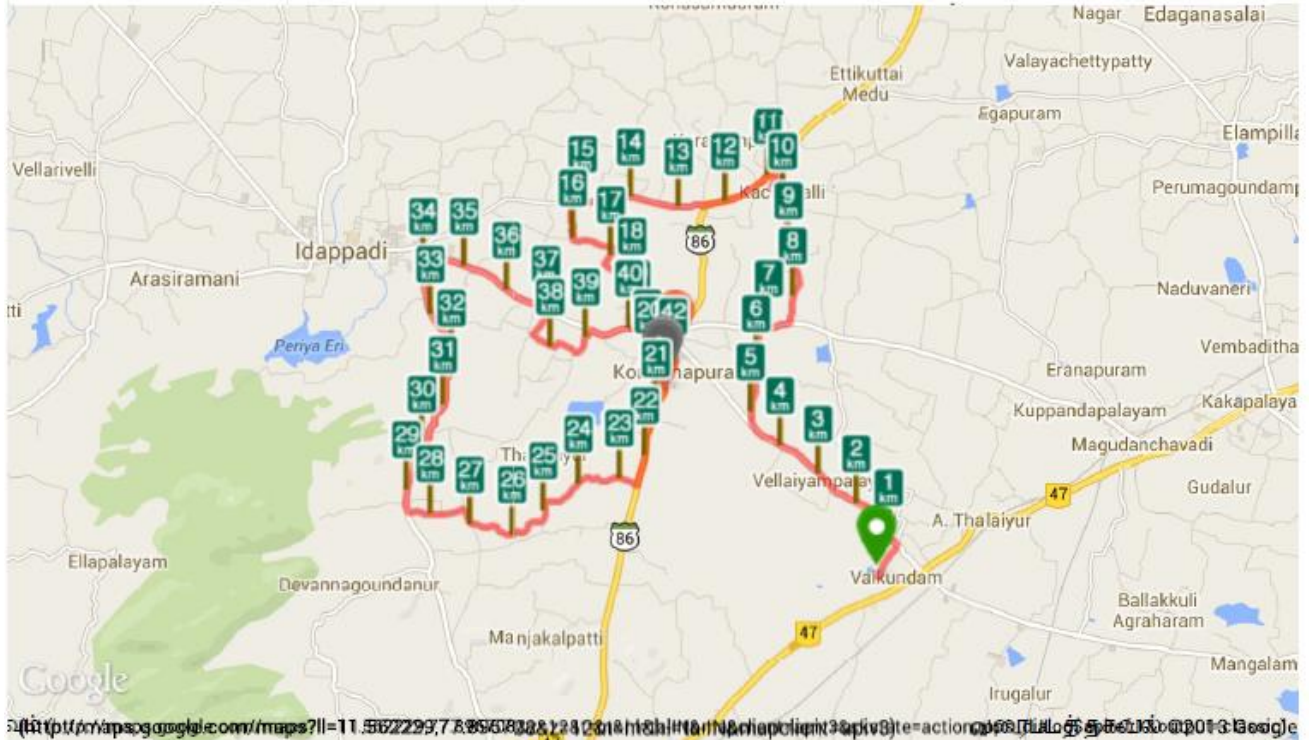 Nagar
Edaganasalai
Ettikuttai
Medu
Valayachettypatty
Egapuram
Elampilla
Vellarivelli
Perumagoundamp
11
km
10
km
12
km
13
km
14
km
15
km
16
km
17
km
18
km
9
km
8
km
7
km
6
km
5
km
4
km
3
km
2
km
1
km
34
km
35
km
36
km
37
km
38
km
39
km
40
km
20
42
km
21
km
22
km
23
km
24
km
25
km
26
km
27
km
28
km
29
km
30
km
31
km
32
km
33
km
86
Idappadi
Arasiramani
tti
Naduvaneri
Periya Eri
Vembaditha
Eranapuram
Kuppandapalayam
Kakapalaya
Magudanchavadi
Gudalur
47
A. Thalaiyur
86
Ellapalayam
Devannagoundanur
Vaikundam
Ballakkuli
Agraharam
47
Manjakalpatti
Mangalam
Irugalur
Google